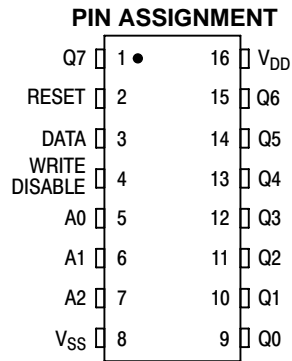 PIN ASSIGNMENT
Q7 1 16 VDD
RESET 2 15 Q6
DATA 3 14 Q5
WRITE
DISABLE 4 13 Q4
A0 5 12 Q3
A1 6 11 Q2
A2 7 10 Q1
VSS 8 9 Q0